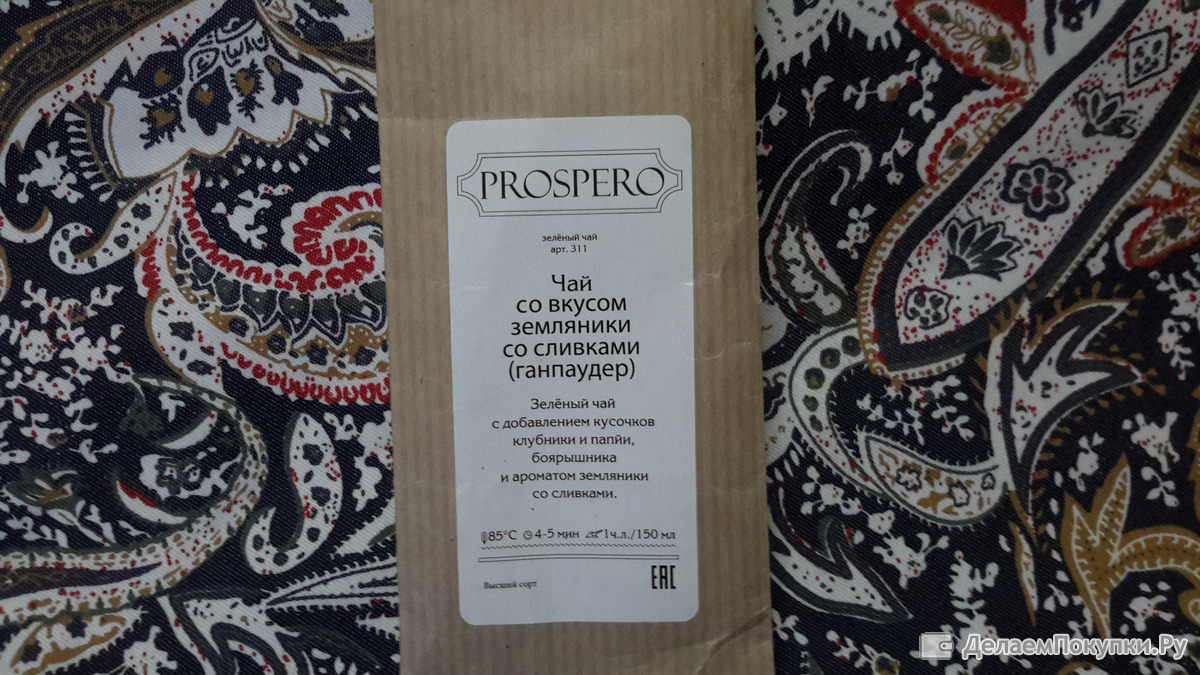 PROSPERO
зелёный чай
арт. 311
Чай
со вкусом
земляники
со сливками
(ганпаудер)
Зелёный чай
с добавлением кусочков
клубники и папйи,
боярышника
и ароматом земляники
со сливками.
85°C 4-5 мин 1ч.л./150 мл
Высший сорт
EAC
ДелаемПокупки.Ру